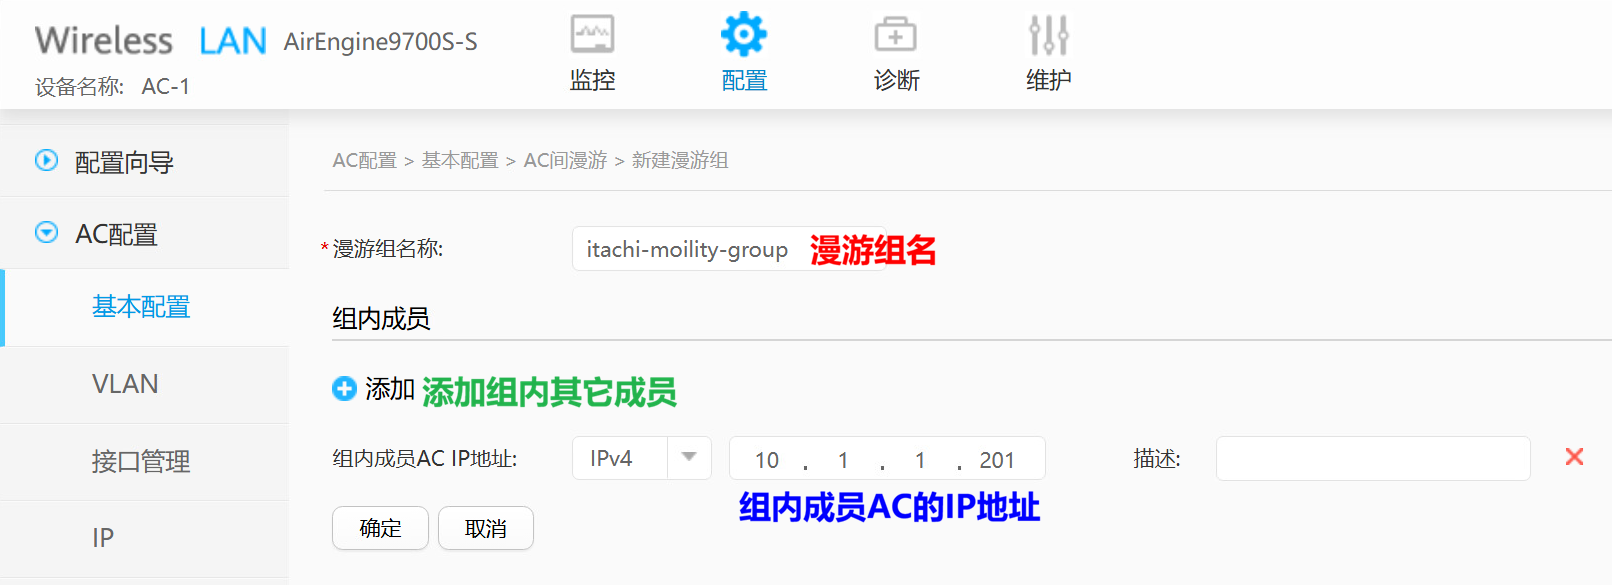 Wireless LAN AirEngine9700S-S
设备名称: AC-1
监控
配置
诊断
维护
配置向导
AC配置
基本配置
VLAN
接口管理
IP
AC配置 > 基本配置 > AC间漫游 > 新建漫游组
*漫游组名称: itachi-moility-group 漫游组名
组内成员
添加 添加组内其它成员
组内成员AC IP地址: IPv4 10 . 1 . 1 . 201 描述:
组内成员AC的IP地址
确定 取消